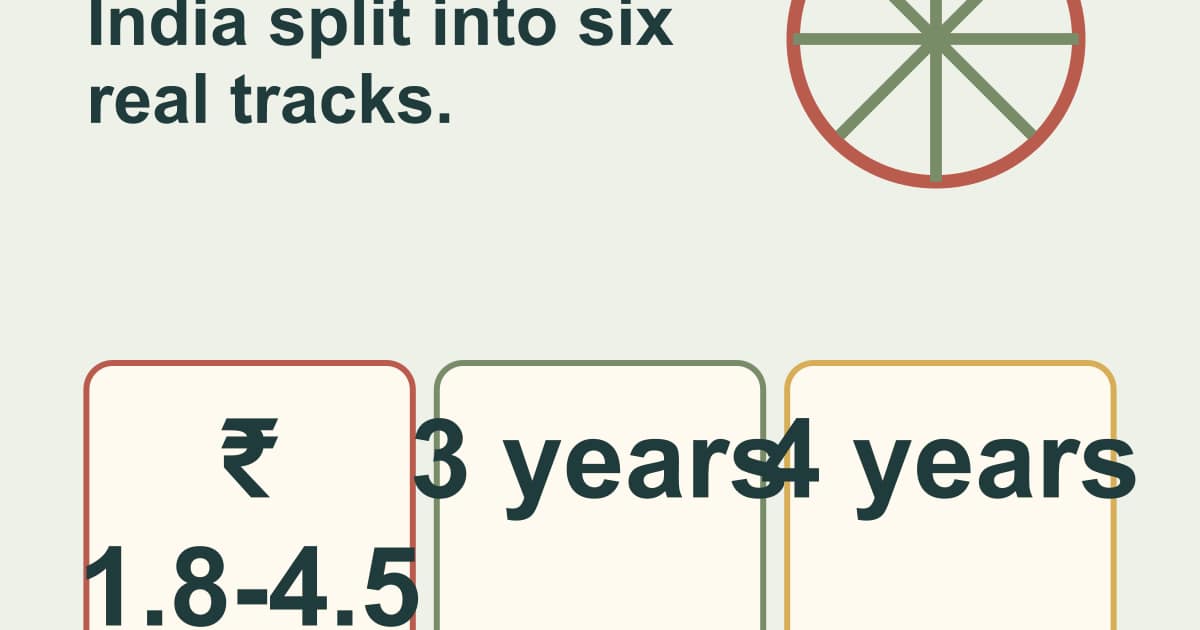 India split into six
real tracks.
₹
1.8-4.5
3 years
4 years